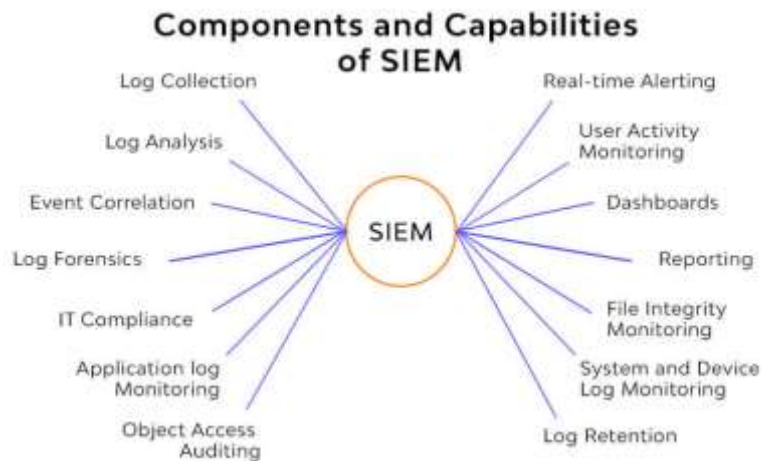 Components and Capabilities
of SIEM
Log Collection
Log Analysis
Event Correlation
Log Forensics
IT Compliance
Application log
Monitoring
Object Access
Auditing
SIEM
Real-time Alerting
User Activity
Monitoring
Dashboards
Reporting
File Integrity
Monitoring
System and Device
Log Monitoring
Log Retention